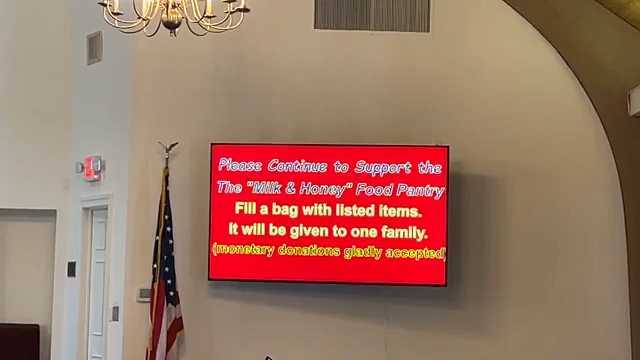 Please Continue to Support the
The "Milk & Honey" Food Pantry
Fill a bag with listed items.
It will be given to one family.
(monetary donations gladly accepted)